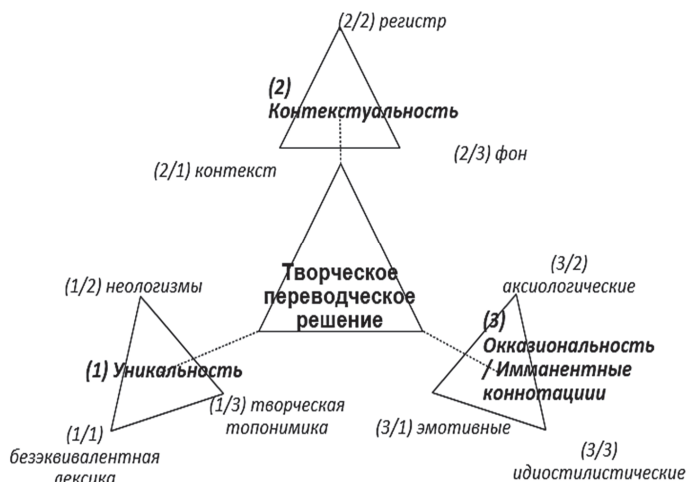 (2/2) регистр
(2)
Контекстуальность
(2/1) контекст
(2/3) фон
Творческое
переводческое
решение
(1/2) неологизмы
(1) Уникальность
(1/3) творческая
топонимика
(1/1)
безэквивалентная
лексика
(3/2)
аксиологические
(3)
Окказиональность
/ Имманентные
коннотациии
(3/1) эмотивные
(3/3)
идиостилистические